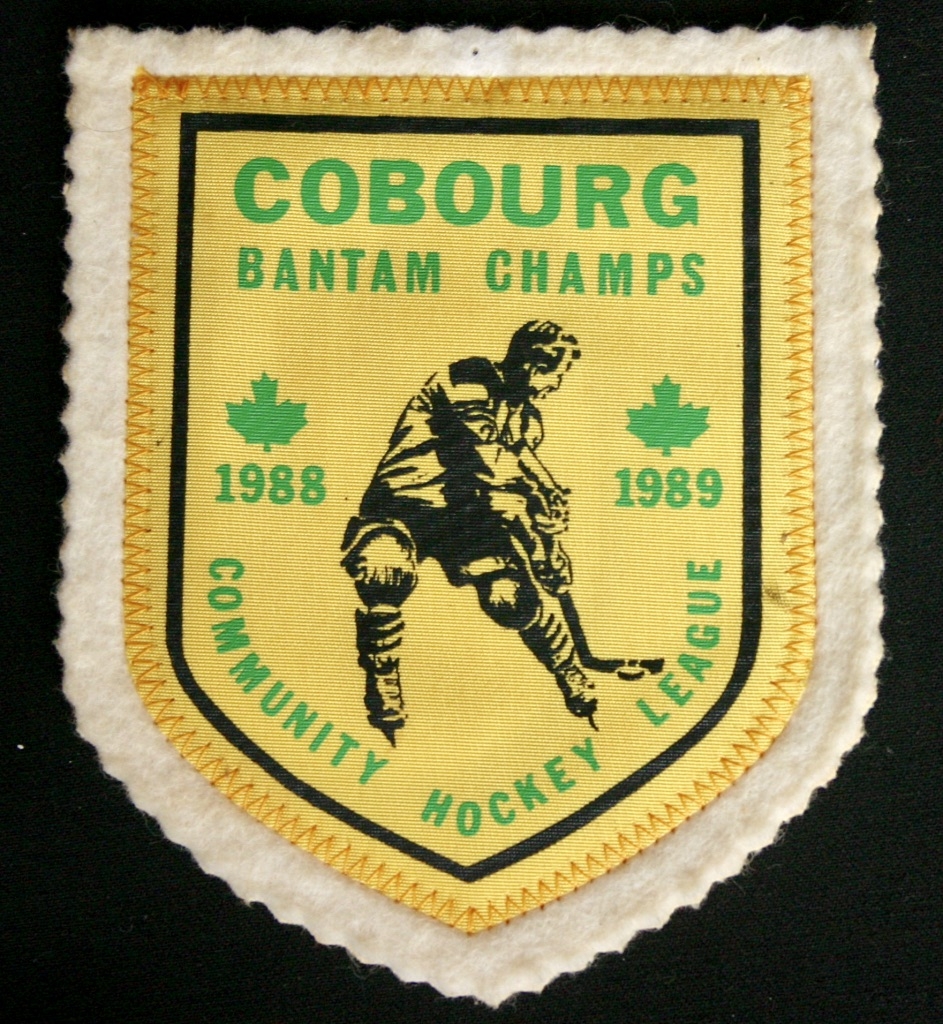 COBOURG
BANTAM CHAMPS
1988 1989
COMMUNITY HOCKEY LEAGUE